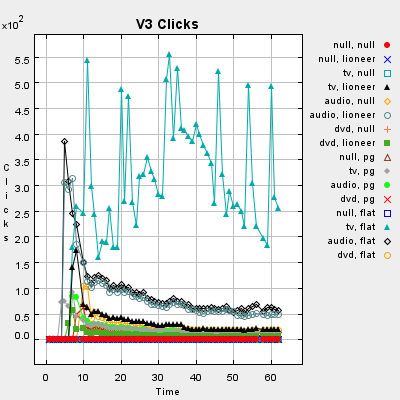 V3 Clicks
x10²
5.5
5.0
4.5
4.0
3.5
3.0
2.5
2.0
1.5
1.0
0.5
0.0
Clicks
0 10 20 30 40 50 60
Time
null, null
null, lioneer
tv, null
tv, lioneer
audio, null
audio, lioneer
dvd, null
dvd, lioneer
null, pg
tv, pg
audio, pg
dvd, pg
null, flat
tv, flat
audio, flat
dvd, flat